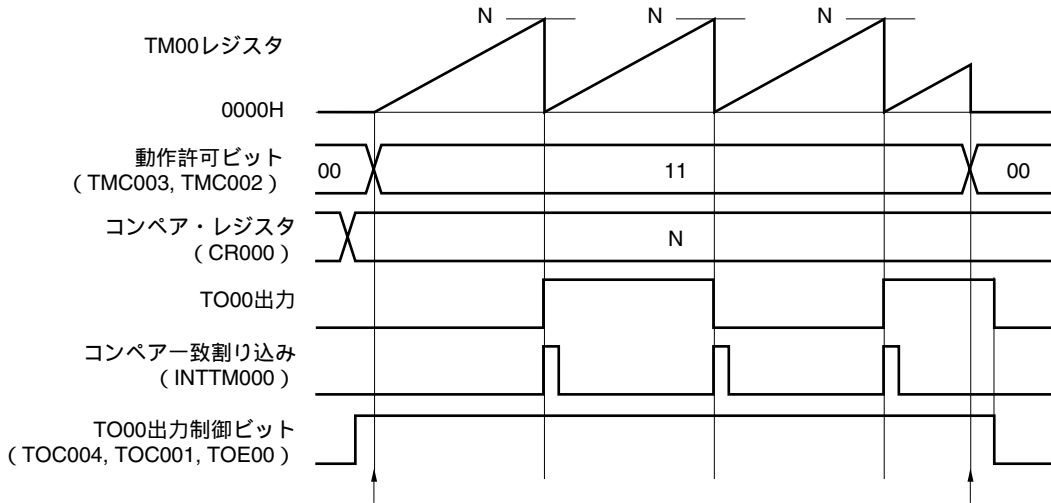 N N N
TM00レジスタ
0000H
動作許可ビット
（TMC003, TMC002）
00 11 00
コンペア・レジスタ
（CR000）
N
TO00出力
コンペア一致割り込み
（INTTM000）
TO00出力制御ビット
（TOC004, TOC001, TOE00）